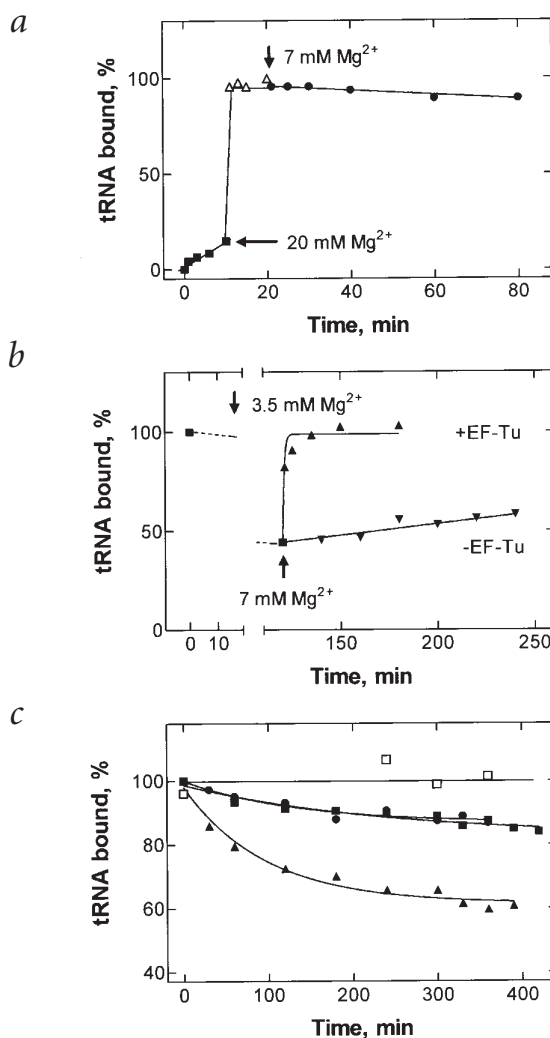 a
7 mM Mg2+
100
tRNA bound, %
50
20 mM Mg2+
0
0 20 40 60 80
Time, min
b
3.5 mM Mg2+
100
+EF-Tu
tRNA bound, %
50
-EF-Tu
7 mM Mg2+
0
0 10 150 200 250
Time, min
c
100
tRNA bound, %
80
60
40
0 100 200 300 400
Time, min